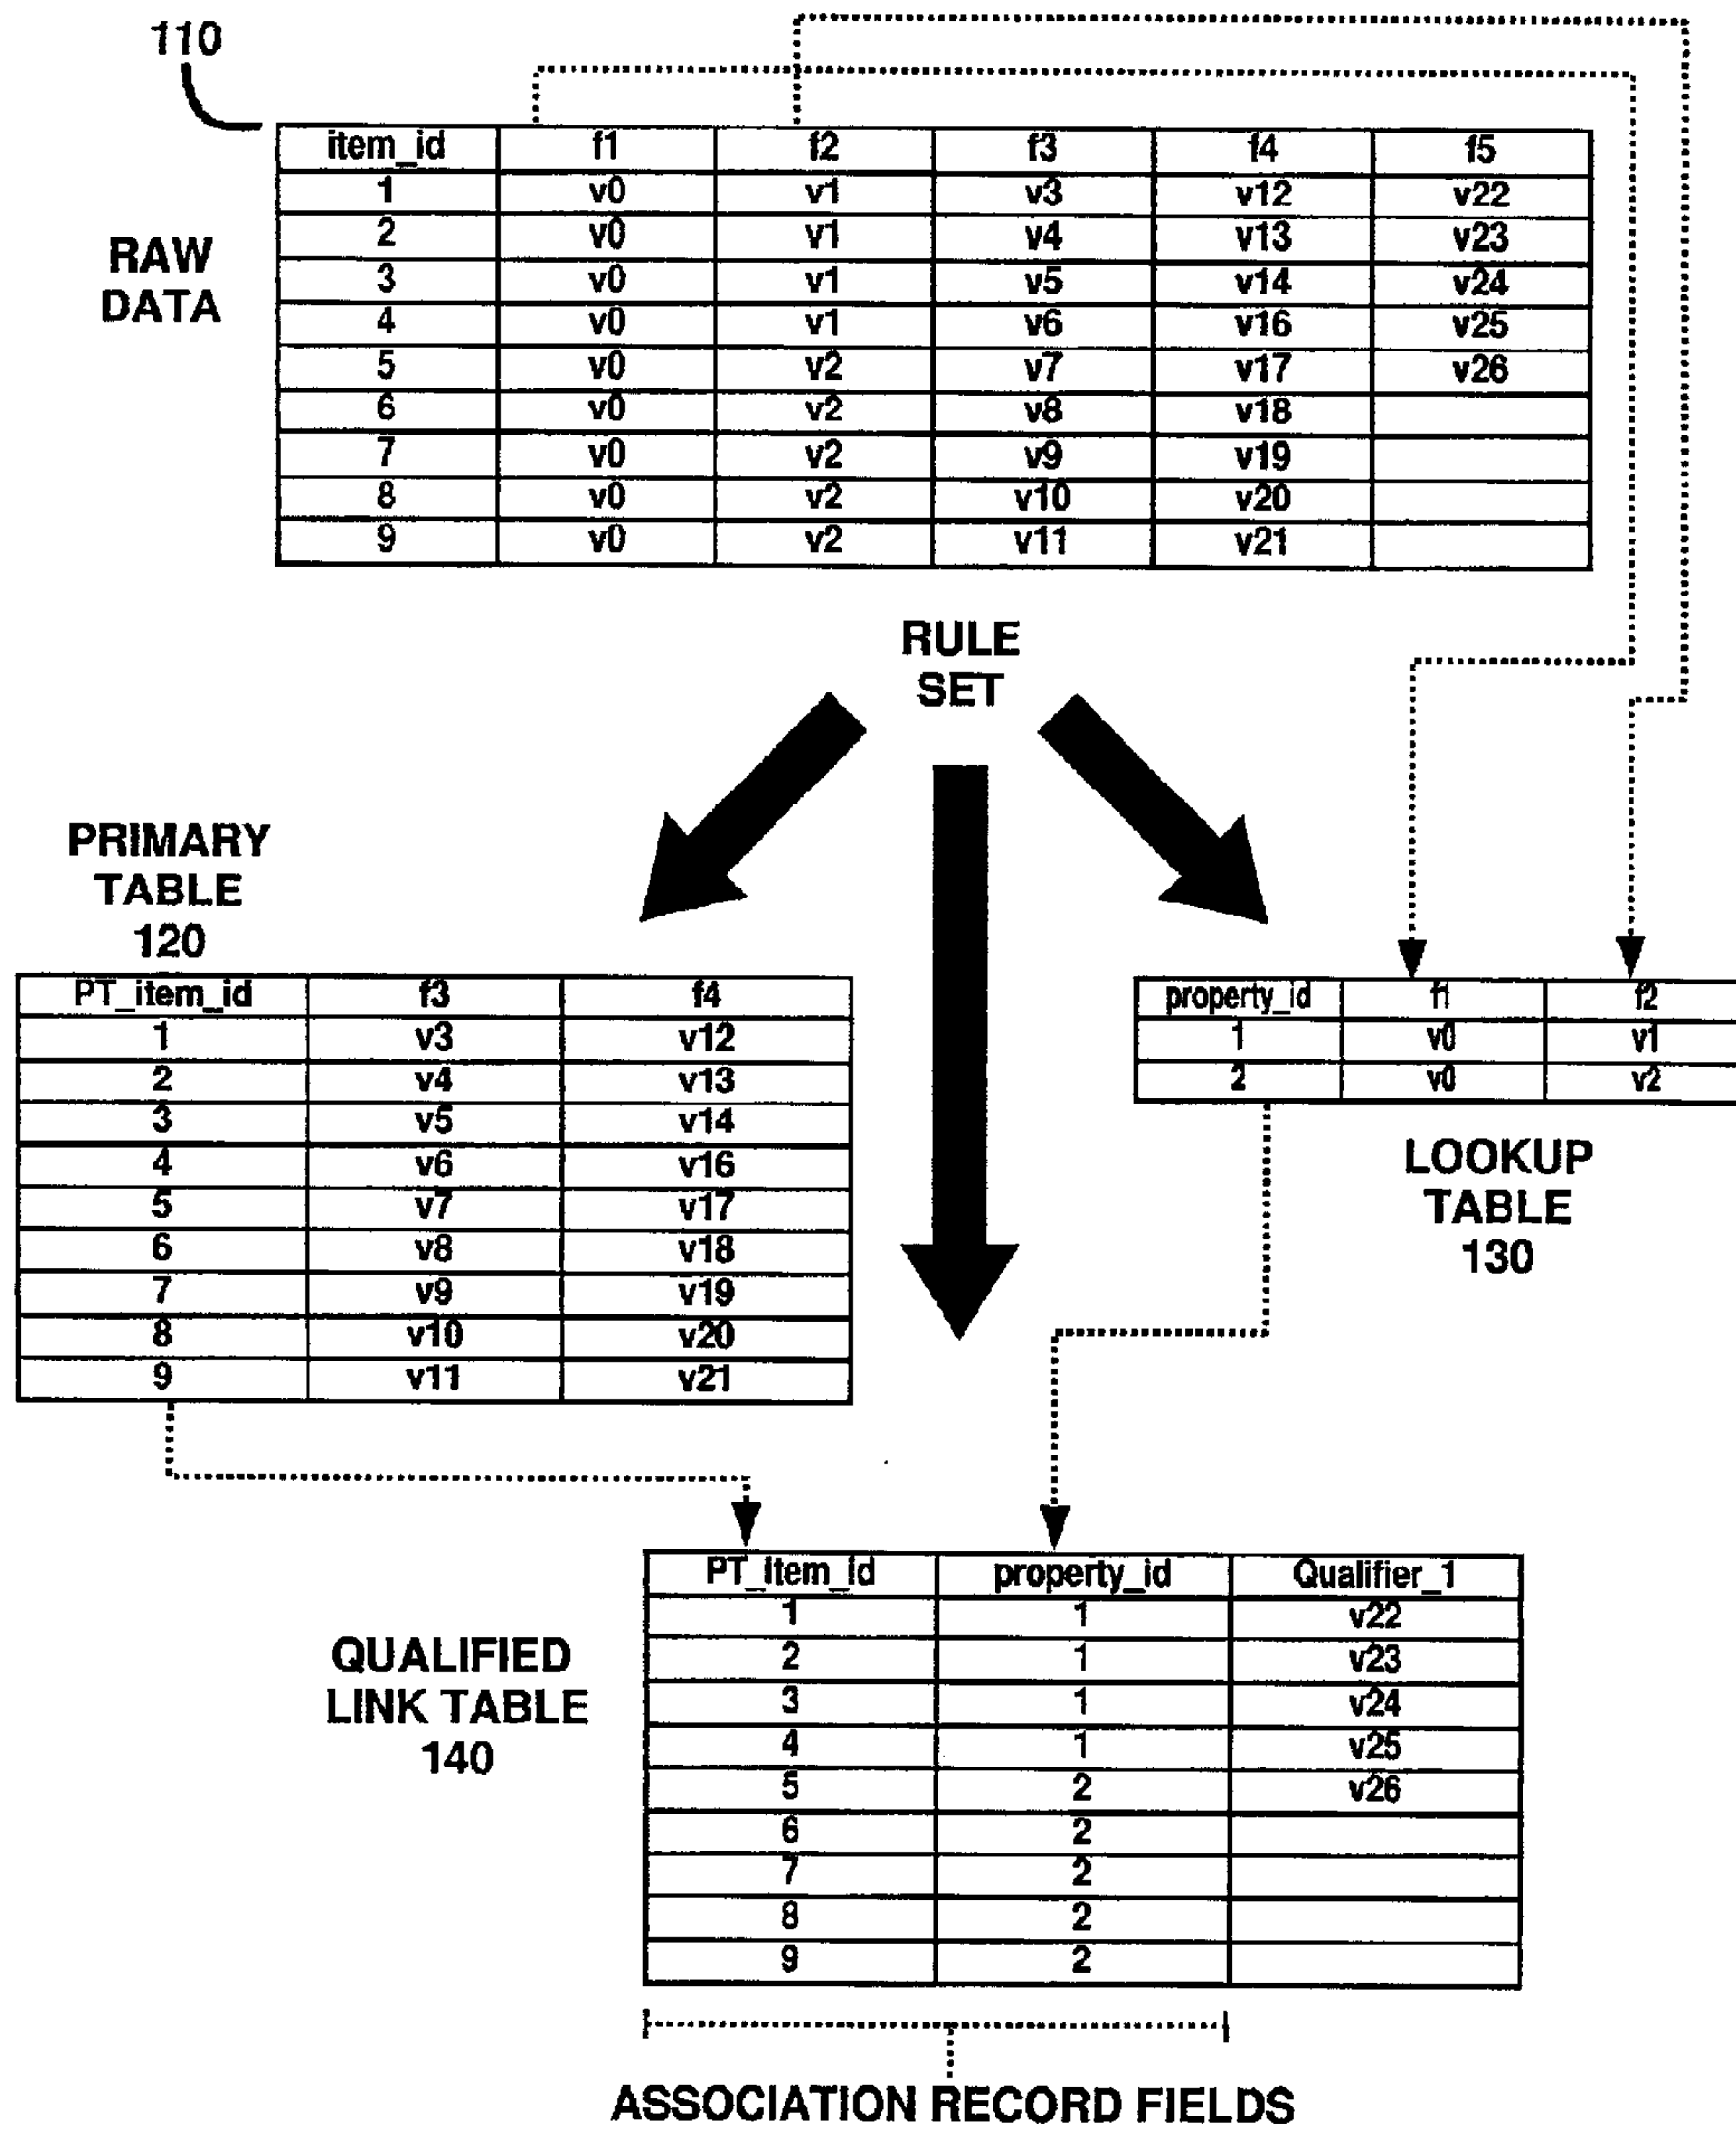 110
item_id f1 f2 f3 f4 f5
1 v0 v1 v3 v12 v22
2 v0 v1 v4 v13 v23
3 v0 v1 v5 v14 v24
4 v0 v1 v6 v16 v25
5 v0 v2 v7 v17 v26
6 v0 v2 v8 v18
7 v0 v2 v9 v19
8 v0 v2 v10 v20
9 v0 v2 v11 v21
RAW
DATA
RULE
SET
PRIMARY
TABLE
120
PT_item_id f3 f4
1 v3 v12
2 v4 v13
3 v5 v14
4 v6 v16
5 v7 v17
6 v8 v18
7 v9 v19
8 v10 v20
9 v11 v21
property_id f1 f2
1 v0 v1
2 v0 v2
LOOKUP
TABLE
130
PT_item_id property_id Qualifier_1
1 1 v22
2 1 v23
3 1 v24
4 1 v25
5 2 v26
6 2
7 2
8 2
9 2
QUALIFIED
LINK TABLE
140
ASSOCIATION RECORD FIELDS